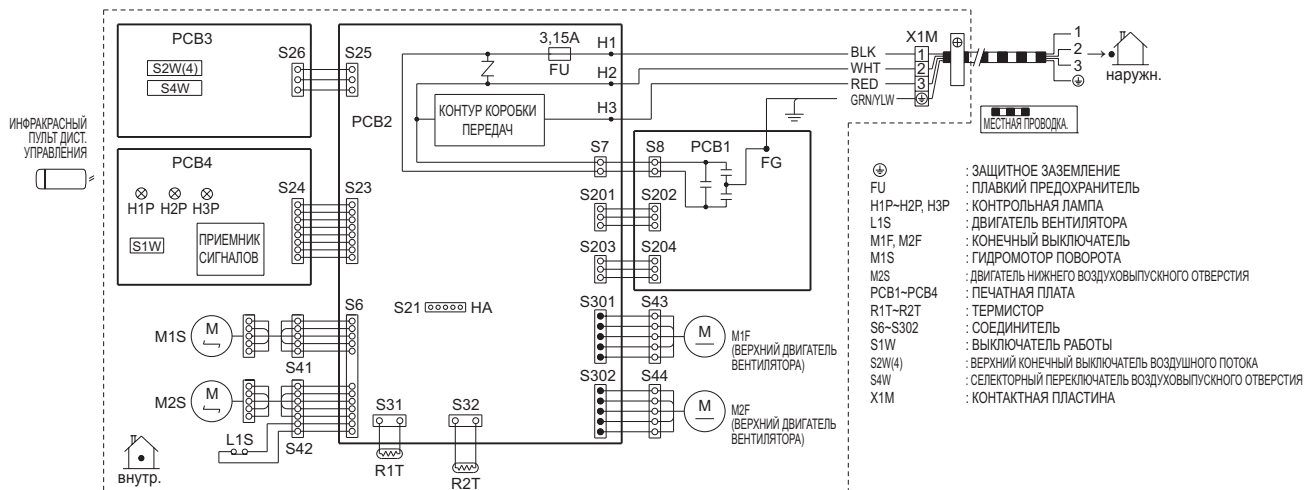 PCB3
S2W(4)
S4W
S26
S25
3,15A
FU
H1
H2
H3
PCB2
КОНТУР КОРОБКИ
ПЕРЕДАЧ
BLK
WHT
RED
GRN/YLW
X1M
1
2
3
1
2
3
наружн.
МЕСТНАЯ ПРОВОДКА.
ИНФРАКРАСНЫЙ
ПУЛЬТ ДИСТ.
УПРАВЛЕНИЯ
PCB4
H1P H2P H3P
S1W
ПРИЕМНИК
СИГНАЛОВ
S24
S23
S7
S8
PCB1
FG
S201
S202
S203
S204
S21
HA
S6
M1S
M
S41
M2S
M
S42
L1S
внутр.
S31
R1T
S32
R2T
S301
S43
M
M1F
(ВЕРХНИЙ ДВИГАТЕЛЬ
ВЕНТИЛЯТОРА)
S302
S44
M
M2F
(ВЕРХНИЙ ДВИГАТЕЛЬ
ВЕНТИЛЯТОРА)
: ЗАЩИТНОЕ ЗАЗЕМЛЕНИЕ
FU : ПЛАВКИЙ ПРЕДОХРАНИТЕЛЬ
H1P~H2P, H3P : КОНТРОЛЬНАЯ ЛАМПА
L1S : ДВИГАТЕЛЬ ВЕНТИЛЯТОРА
M1F, M2F : КОНЕЧНЫЙ ВЫКЛЮЧАТЕЛЬ
M1S : ГИДРОМОТОР ПОВОРОТА
M2S : ДВИГАТЕЛЬ НИЖНЕГО ВОЗДУХОВЫПУСКНОГО ОТВЕРСТИЯ
PCB1~PCB4 : ПЕЧАТНАЯ ПЛАТА
R1T~R2T : ТЕРМИСТОР
S6~S302 : СОЕДИНИТЕЛЬ
S1W : ВЫКЛЮЧАТЕЛЬ РАБОТЫ
S2W(4) : ВЕРХНИЙ КОНЕЧНЫЙ ВЫКЛЮЧАТЕЛЬ ВОЗДУШНОГО ПОТОКА
S4W : СЕЛЕКТОРНЫЙ ПЕРЕКЛЮЧАТЕЛЬ ВОЗДУХОВЫПУСКНОГО ОТВЕРСТИЯ
X1M : КОНТАКТНАЯ ПЛАСТИНА